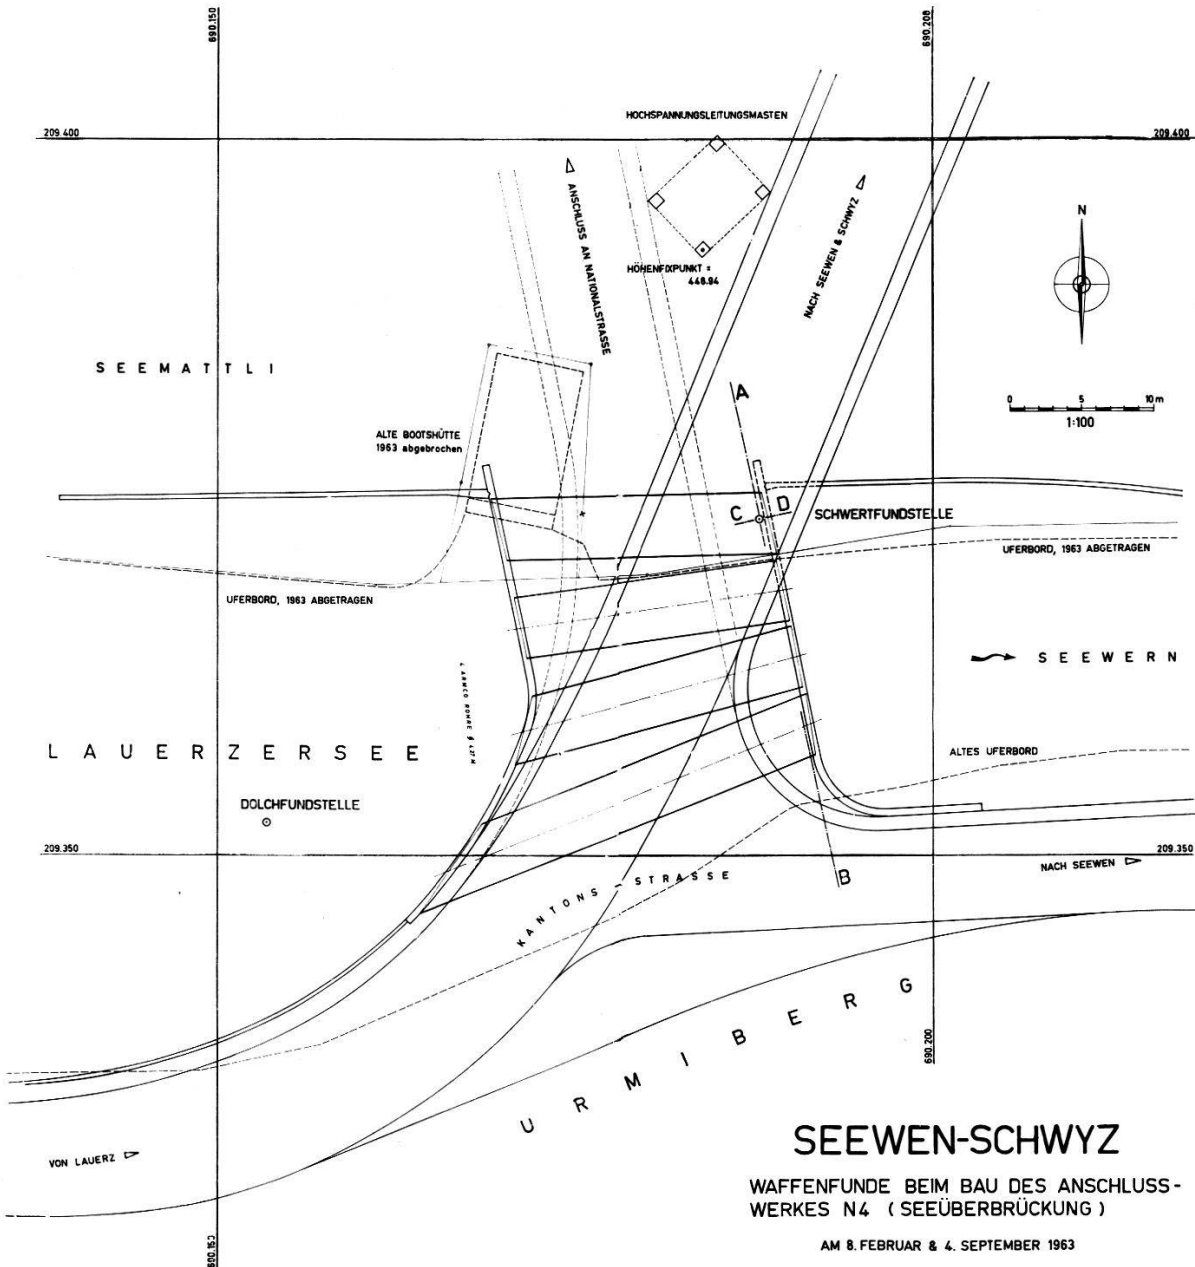 690.150
690.200
HOCHSPANNUNGSLEITUNGSMASTEN
209.400
209.400
ANSCHLUSS AN NATIONALSTRASSE
NACH SEEWEN & SCHWYZ
N
HÖHENFIXPUNKT =
448.94
SEEMATTLI
A
0 5 10 m
1:100
ALTE BOOTSHÜTTE
1963 abgebrochen
C D
SCHWERTFUNDSTELLE
UFERBORD, 1963 ABGETRAGEN
UFERBORD, 1963 ABGETRAGEN
SEEWERN
LAUERZERSEE
ALTES UFERBORD
DOLCHFUNDSTELLE
209.350
209.350
NACH SEEWEN
KANTONS-STRASSE
B
URMIBERG
690.200
VON LAUERZ
690.150
SEEWEN-SCHWYZ
WAFFENFUNDE BEIM BAU DES ANSCHLUSS-
WERKES N4 (SEEÜBERBRÜCKUNG)
AM 8. FEBRUAR & 4. SEPTEMBER 1963